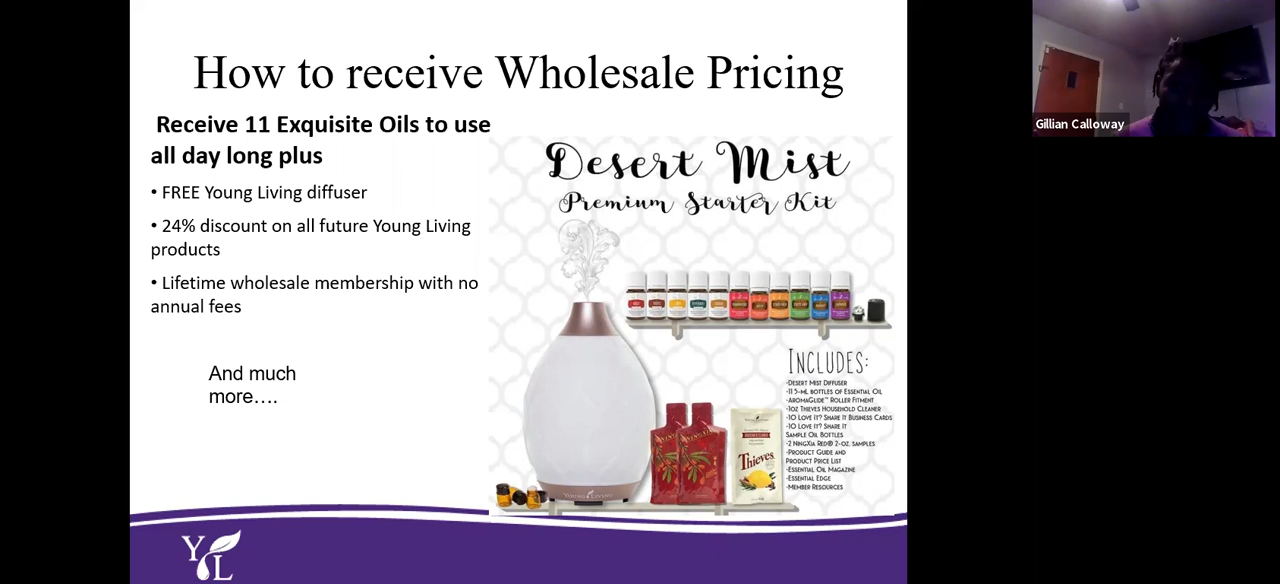 How to receive Wholesale Pricing
Receive 11 Exquisite Oils to use
all day long plus
• FREE Young Living diffuser
• 24% discount on all future Young Living
products
• Lifetime wholesale membership with no
annual fees
And much
more….
Desert Mist
Premium Starter Kit
INCLUDES:
-DESERT MIST DIFFUSER
-11 5-ML BOTTLES OF ESSENTIAL OIL
-AROMAGLIDE™ ROLLER FITMENT
-1OZ THIEVES HOUSEHOLD CLEANER
-10 LOVE IT? SHARE IT BUSINESS CARDS
-10 LOVE IT? SHARE IT
SAMPLE OIL BOTTLES
-2 NINGXIA RED® 2-OZ. SAMPLES
-PRODUCT GUIDE AND
PRODUCT PRICE LIST
-ESSENTIAL OIL MAGAZINE
-ESSENTIAL EDGE
-MEMBER RESOURCES
Thieves
YOUNG LIVING
YL
Gillian Calloway